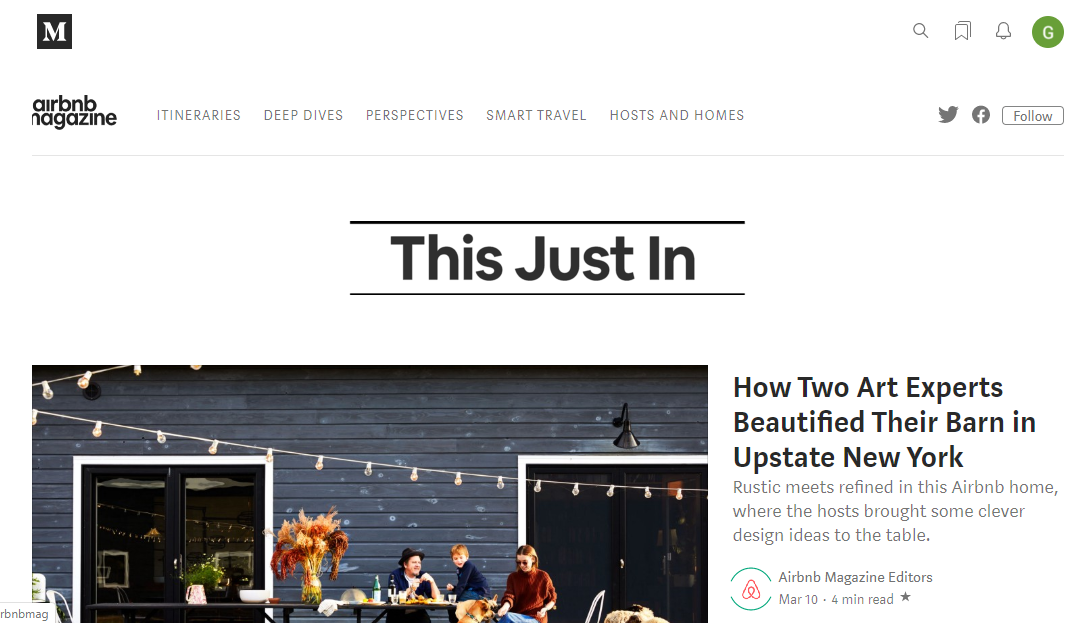 M
G
airbnb
magazine
ITINERARIES DEEP DIVES PERSPECTIVES SMART TRAVEL HOSTS AND HOMES
Follow
This Just In
How Two Art Experts
Beautified Their Barn in
Upstate New York
Rustic meets refined in this Airbnb home,
where the hosts brought some clever
design ideas to the table.
Airbnb Magazine Editors
Mar 10 · 4 min read ★
rbnbmag